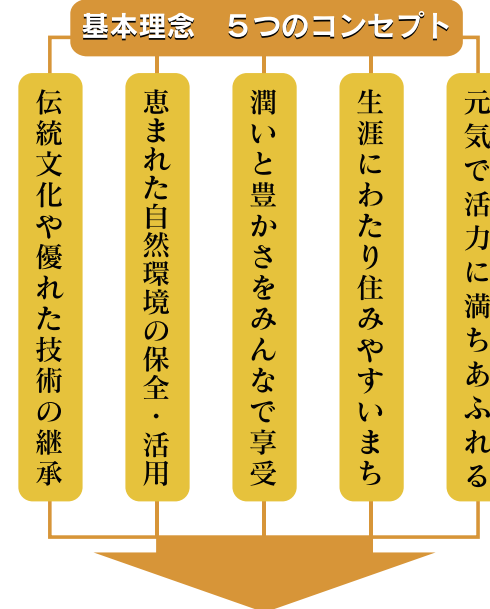 基本理念　５つのコンセプト
元気で活力に満ちあふれる
生涯にわたり住みやすいまち
潤いと豊かさをみんなで享受
恵まれた自然環境の保全・活用
伝統文化や優れた技術の継承